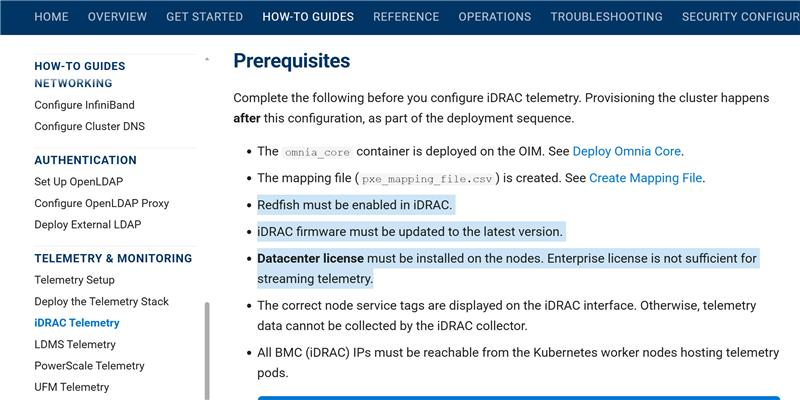 HOME OVERVIEW GET STARTED HOW-TO GUIDES REFERENCE OPERATIONS TROUBLESHOOTING SECURITY CONFIGUR
HOW-TO GUIDES
NETWORKING
Configure InfiniBand
Configure Cluster DNS
AUTHENTICATION
Set Up OpenLDAP
Configure OpenLDAP Proxy
Deploy External LDAP
TELEMETRY & MONITORING
Telemetry Setup
Deploy the Telemetry Stack
iDRAC Telemetry
LDMS Telemetry
PowerScale Telemetry
UFM Telemetry
Prerequisites
Complete the following before you configure iDRAC telemetry. Provisioning the cluster happens
after this configuration, as part of the deployment sequence.
• The omnia_core container is deployed on the OIM. See Deploy Omnia Core.
• The mapping file (pxe_mapping_file.csv) is created. See Create Mapping File.
• Redfish must be enabled in iDRAC.
• iDRAC firmware must be updated to the latest version.
• Datacenter license must be installed on the nodes. Enterprise license is not sufficient for
streaming telemetry.
• The correct node service tags are displayed on the iDRAC interface. Otherwise, telemetry
data cannot be collected by the iDRAC collector.
• All BMC (iDRAC) IPs must be reachable from the Kubernetes worker nodes hosting telemetry
pods.